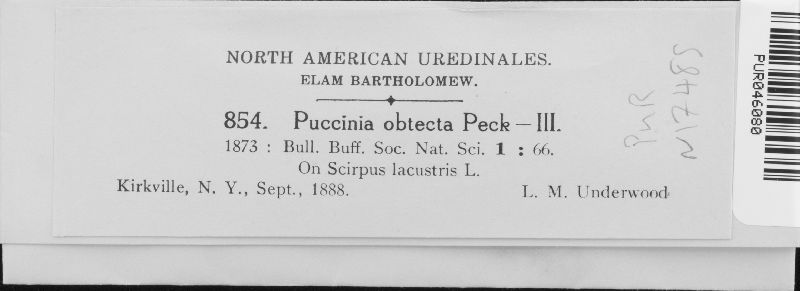 NORTH AMERICAN UREDINALES.
ELAM BARTHOLOMEW.
854. Puccinia obtecta Peck — III.
1873 : Bull. Buff. Soc. Nat. Sci. 1 : 66.
On Scirpus lacustris L.
Kirkville, N. Y., Sept., 1888. L. M. Underwood
PUR
N7485
PUR046080